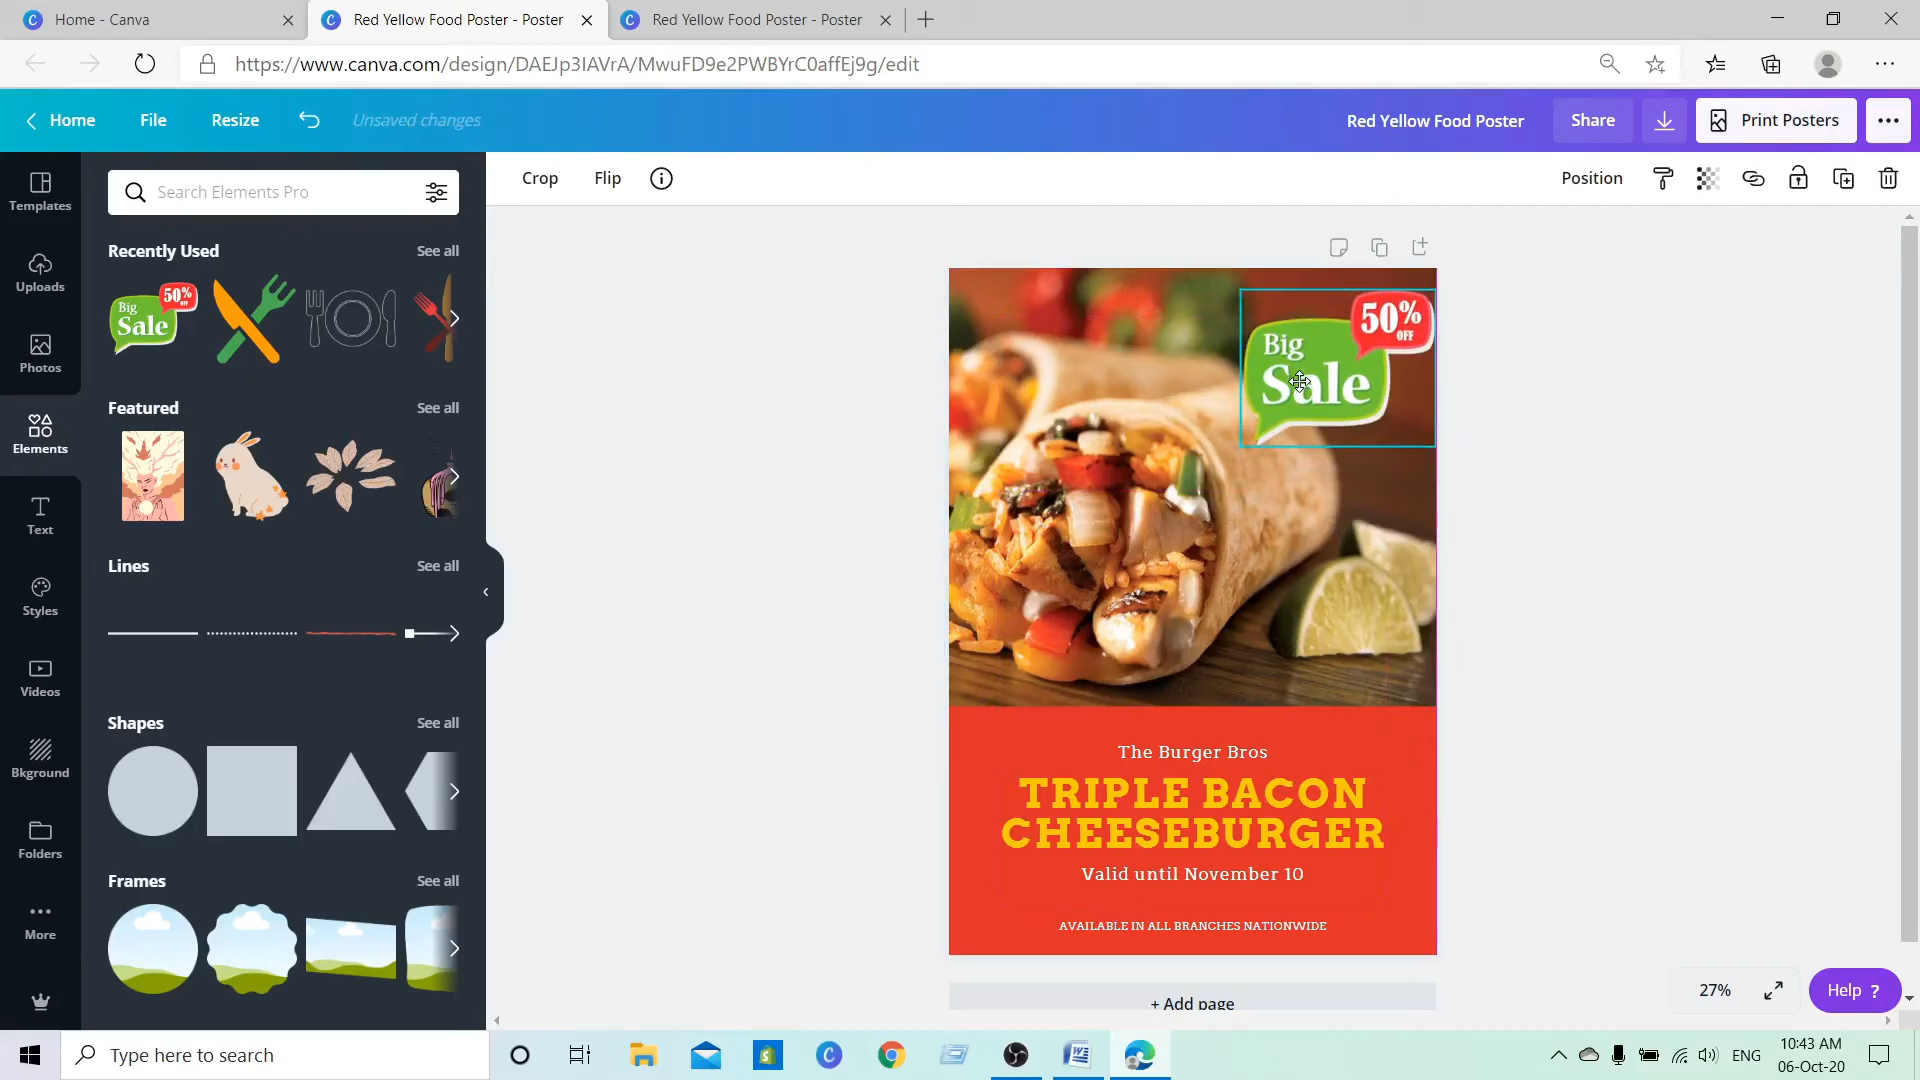 Home - Canva
Red Yellow Food Poster - Poster
Red Yellow Food Poster - Poster
https://www.canva.com/design/DAEJp3IAVrA/MwuFD9e2PWBYrC0affEj9g/edit
Home
File
Resize
Unsaved changes
Red Yellow Food Poster
Share
Print Posters
Templates
Uploads
Photos
Elements
Text
Styles
Videos
Bkground
Folders
More
Search Elements Pro
Recently Used
See all
Big
Sale
50%
OFF
Featured
See all
Lines
See all
Shapes
See all
Frames
See all
Crop
Flip
Position
50%
OFF
Big
Sale
The Burger Bros
TRIPLE BACON
CHEESEBURGER
Valid until November 10
AVAILABLE IN ALL BRANCHES NATIONWIDE
+ Add page
27%
Help ?
Type here to search
ENG
10:43 AM
06-Oct-20